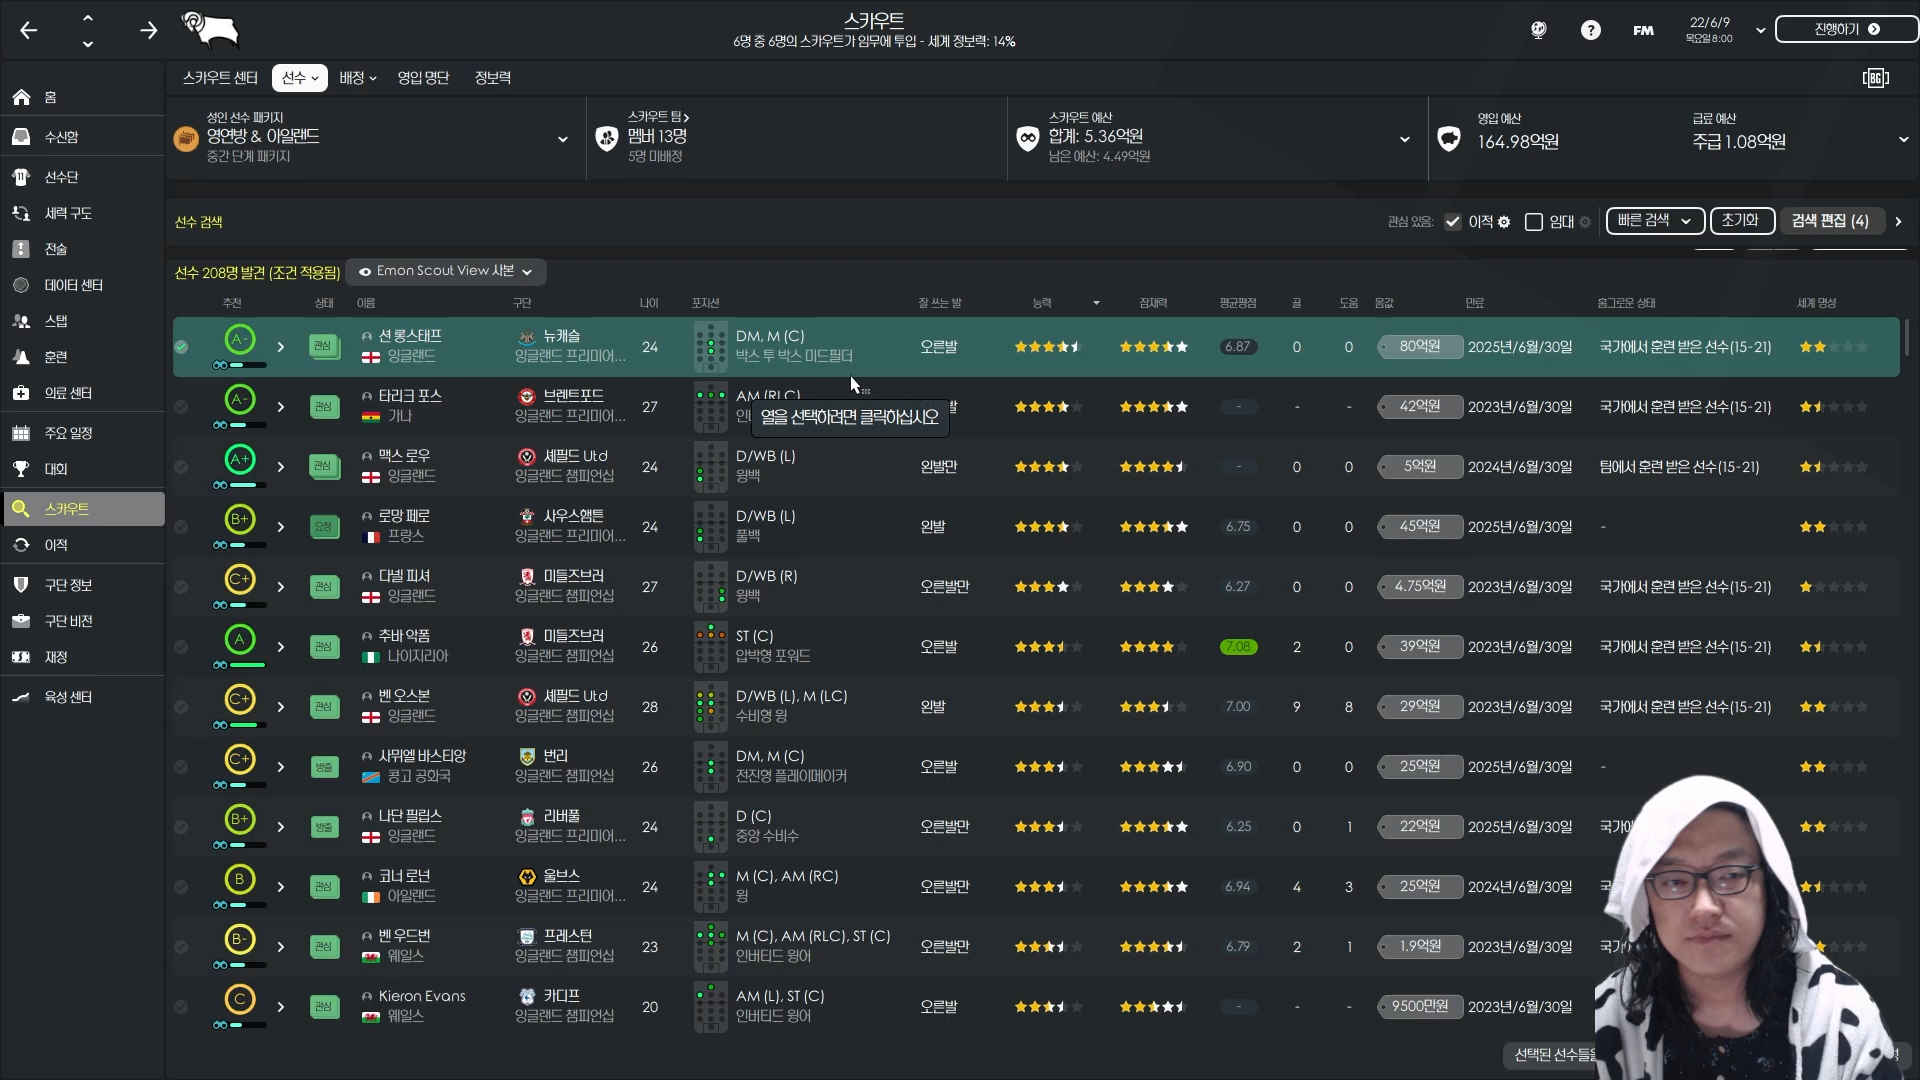 스카우트
6명 중 6명의 스카우트가 임무에 투입 - 세계 정보력: 14%
FM
22/6/9
목요일 8:00
진행하기
홈
수신함
선수단
세력 구도
전술
데이터 센터
스탭
훈련
의료 센터
주요 일정
대회
스카우트
이적
구단 정보
구단 비전
재정
육성 센터
스카우트 센터 선수 배정 영입 명단 정보력
성인 선수 패키지
영연방 & 아일랜드
중간 단계 패키지
스카우트 팀
멤버 13명
5명 미배정
스카우트 예산
합계: 5.36억원
남은 예산: 4.49억원
영입 예산
164.98억원
급료 예산
주급 1.08억원
선수 검색
관심 있음: 이적 임대 빠른 검색 초기화 검색 편집 (4)
선수 208명 발견 (조건 적용됨) Emon Scout View 사본
추천 상태 이름 구단 나이 포지션 잘 쓰는 발 능력 잠재력 평균평점 골 도움 몸값 만료 홈그로운 상태 세계 명성
A- 관심 션 롱스태프 뉴캐슬 24 DM, M (C) 오른발 6.87 0 0 80억원 2025년/6월/30일 국가에서 훈련 받은 선수(15-21)
잉글랜드 잉글랜드 프리미어... 박스 투 박스 미드필더
A- 관심 타리크 포스 브렌트포드 27 AM (RLC) - - - 42억원 2023년/6월/30일 국가에서 훈련 받은 선수(15-21)
가나 잉글랜드 프리미어...
열을 선택하려면 클릭하십시오
A+ 관심 맥스 로우 셰필드 Utd 24 D/WB (L) 왼발만 - 0 0 5억원 2024년/6월/30일 팀에서 훈련 받은 선수(15-21)
잉글랜드 잉글랜드 챔피언십 윙백
B+ 요청 로망 페로 사우스햄튼 24 D/WB (L) 왼발 6.75 0 0 45억원 2025년/6월/30일 -
프랑스 잉글랜드 프리미어... 풀백
C+ 관심 다넬 피셔 미들즈브러 27 D/WB (R) 오른발만 6.27 0 0 4.75억원 2023년/6월/30일 국가에서 훈련 받은 선수(15-21)
잉글랜드 잉글랜드 챔피언십 윙백
A 관심 추바 악폼 미들즈브러 26 ST (C) 오른발 7.08 2 0 39억원 2023년/6월/30일 국가에서 훈련 받은 선수(15-21)
나이지리아 잉글랜드 챔피언십 압박형 포워드
C+ 관심 벤 오스본 셰필드 Utd 28 D/WB (L), M (LC) 왼발 7.00 9 8 29억원 2023년/6월/30일 국가에서 훈련 받은 선수(15-21)
잉글랜드 잉글랜드 챔피언십 수비형 윙
C+ 방출 사뮈엘 바스티앙 번리 26 DM, M (C) 오른발 6.90 0 0 25억원 2025년/6월/30일 -
콩고 공화국 잉글랜드 챔피언십 전진형 플레이메이커
B+ 방출 나단 필립스 리버풀 24 D (C) 오른발만 6.25 0 1 22억원 2025년/6월/30일
잉글랜드 잉글랜드 프리미어... 중앙 수비수
B 관심 코너 로넌 울브스 24 M (C), AM (RC) 오른발만 6.94 4 3 25억원 2024년/6월/30일
아일랜드 잉글랜드 프리미어... 윙
B- 관심 벤 우드번 프레스턴 23 M (C), AM (RLC), ST (C) 오른발만 6.79 2 1 1.9억원 2023년/6월/30일
웨일스 잉글랜드 챔피언십 인버티드 윙어
C 관심 Kieron Evans 카디프 20 AM (L), ST (C) 오른발 - - - 9500만원 2023년/6월/30일
웨일스 잉글랜드 챔피언십 인버티드 윙어
선택된 선수들을